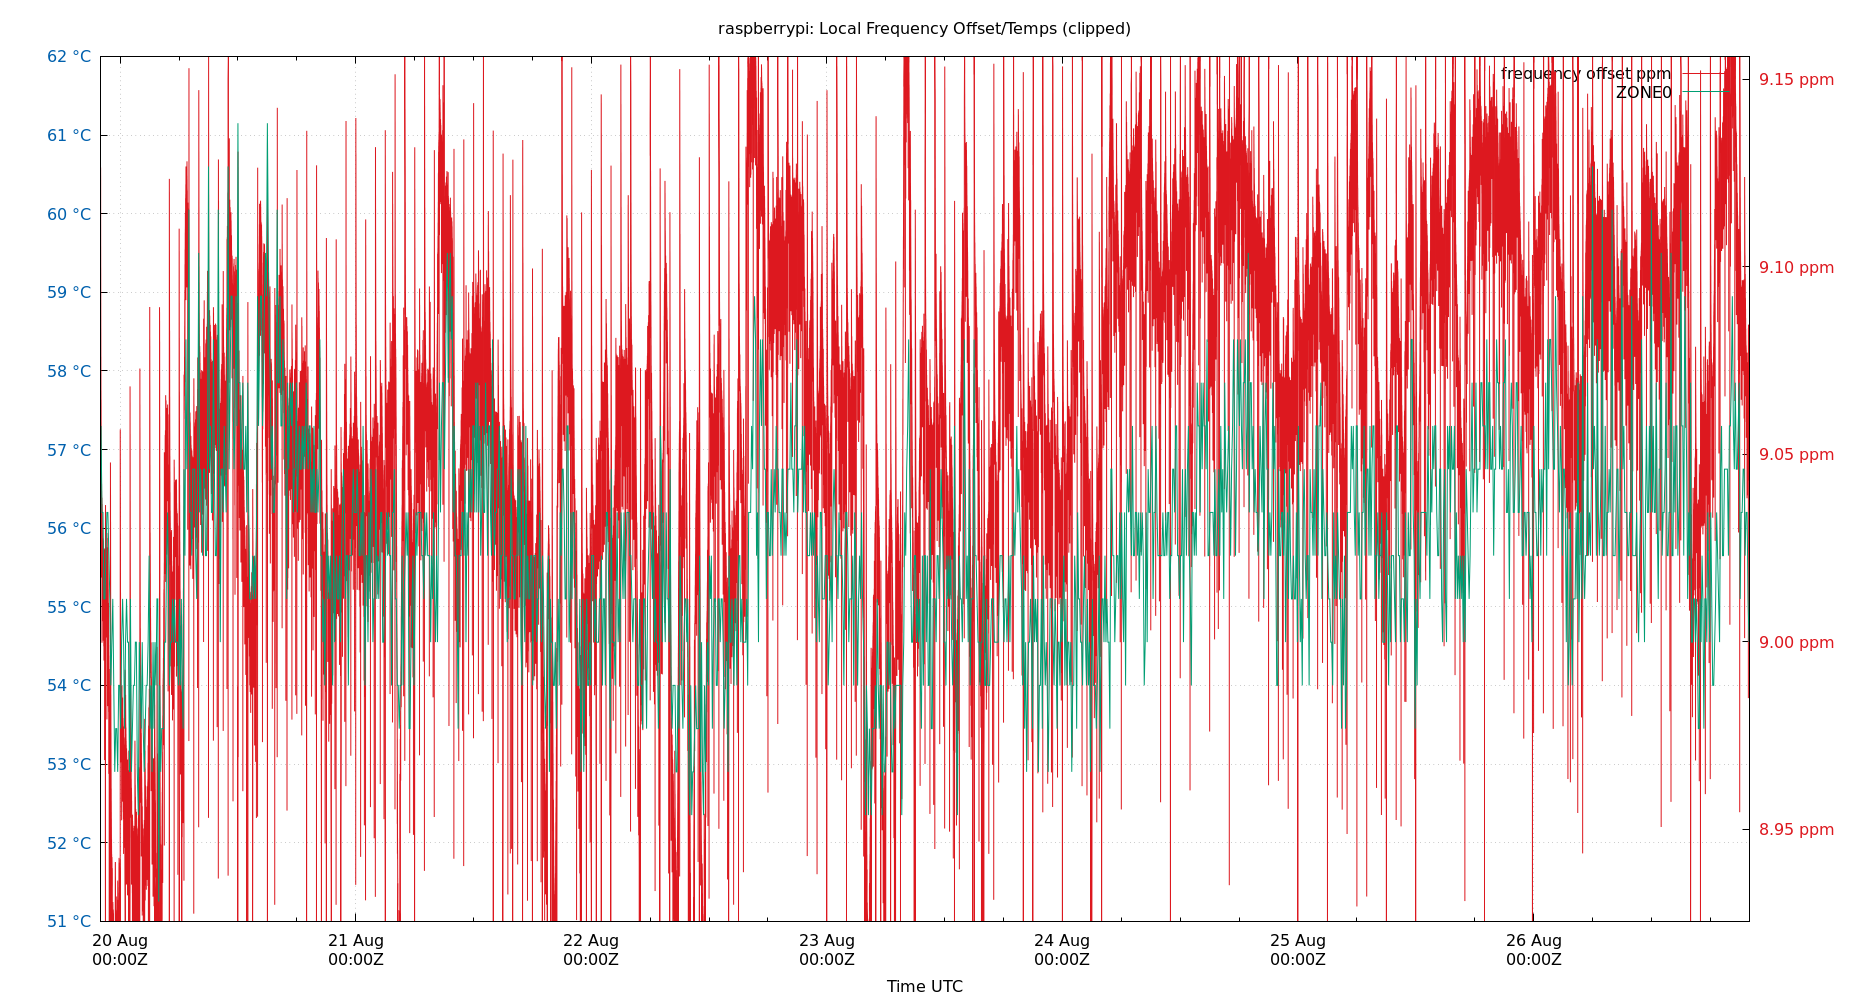 raspberrypi: Local Frequency Offset/Temps (clipped)
62 °C
61 °C
60 °C
59 °C
58 °C
57 °C
56 °C
55 °C
54 °C
53 °C
52 °C
51 °C
frequency offset ppm
ZONE0
9.15 ppm
9.10 ppm
9.05 ppm
9.00 ppm
8.95 ppm
20 Aug
00:00Z
21 Aug
00:00Z
22 Aug
00:00Z
23 Aug
00:00Z
24 Aug
00:00Z
25 Aug
00:00Z
26 Aug
00:00Z
Time UTC